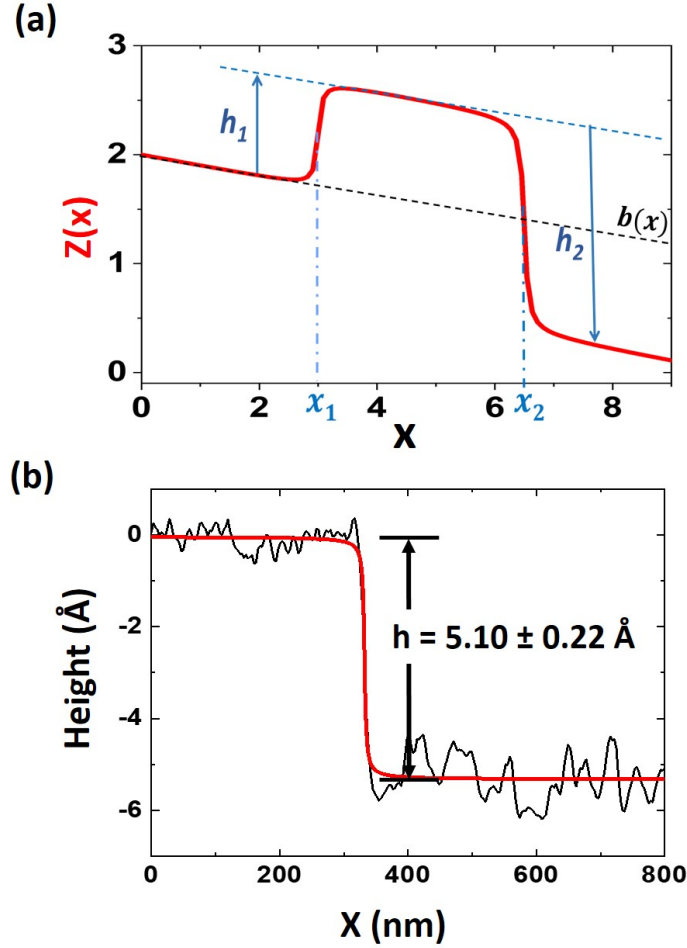 (a)
3
2
1
0
Z(x)
h1
h2
b(x)
0 2 x1 4 6 x2 8
X
(b)
0
-2
-4
-6
Height (Å)
h = 5.10 ± 0.22 Å
0 200 400 600 800
X (nm)